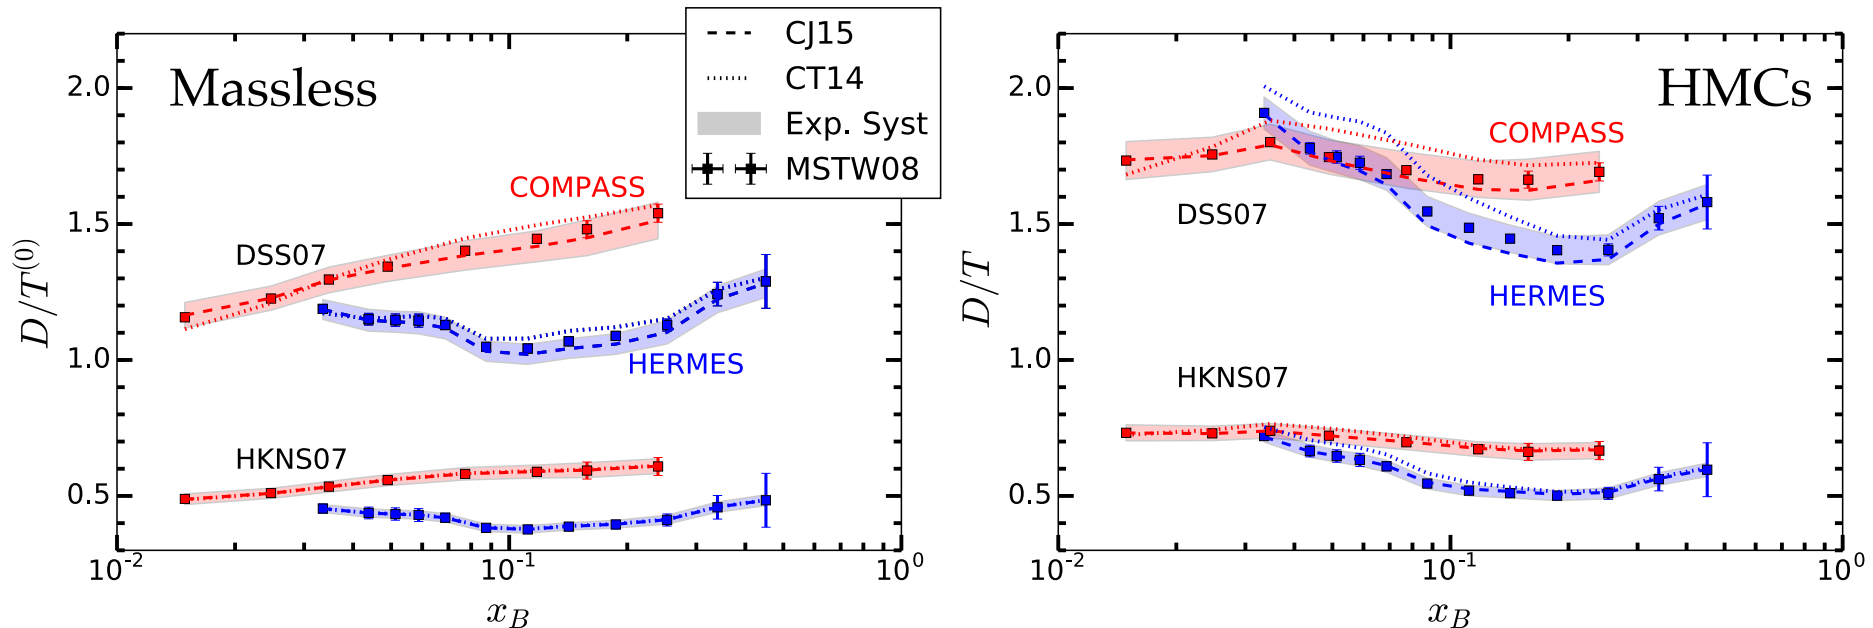 Massless
CJ15
CT14
Exp. Syst
MSTW08
COMPASS
DSS07
HERMES
HKNS07
D/T^{(0)}
2.0
1.5
1.0
0.5
10^{-2}
10^{-1}
10^{0}
x_B
HMCs
COMPASS
DSS07
HERMES
HKNS07
D/T
2.0
1.5
1.0
0.5
10^{-2}
10^{-1}
10^{0}
x_B